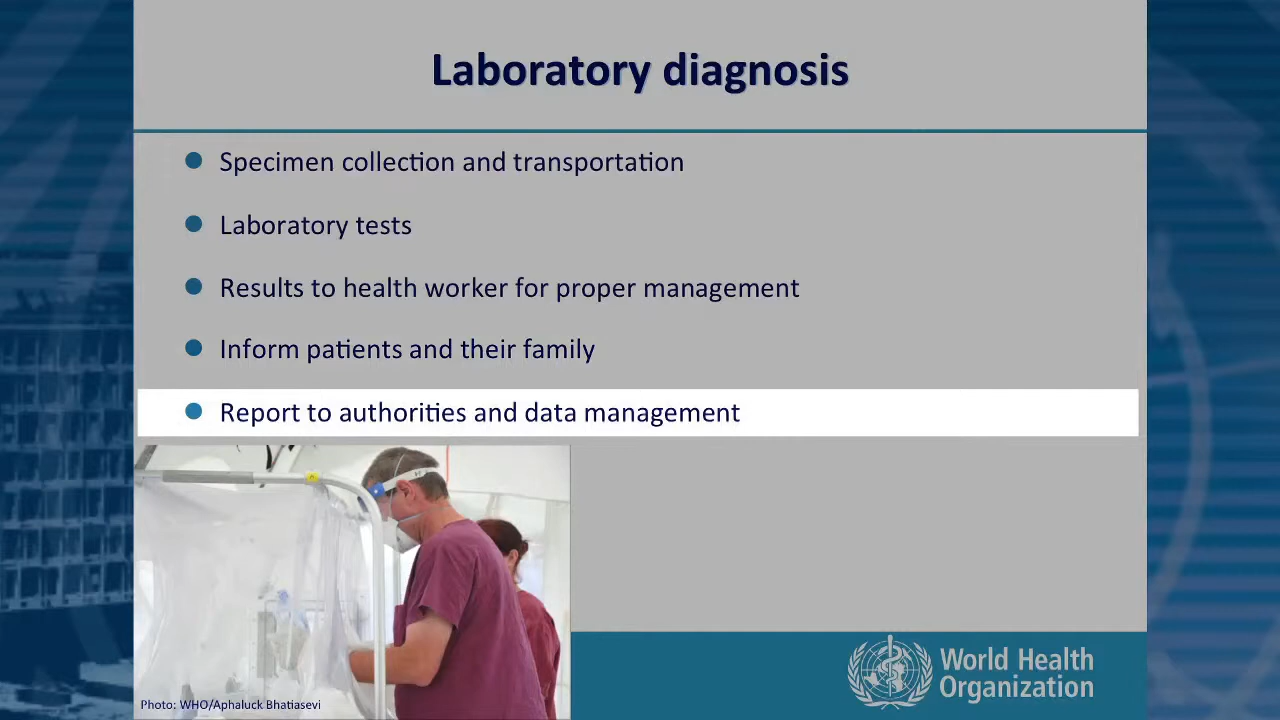 Laboratory diagnosis
Specimen collection and transportation
Laboratory tests
Results to health worker for proper management
Inform patients and their family
Report to authorities and data management
Photo: WHO/Aphaluck Bhatiasevi
World Health
Organization